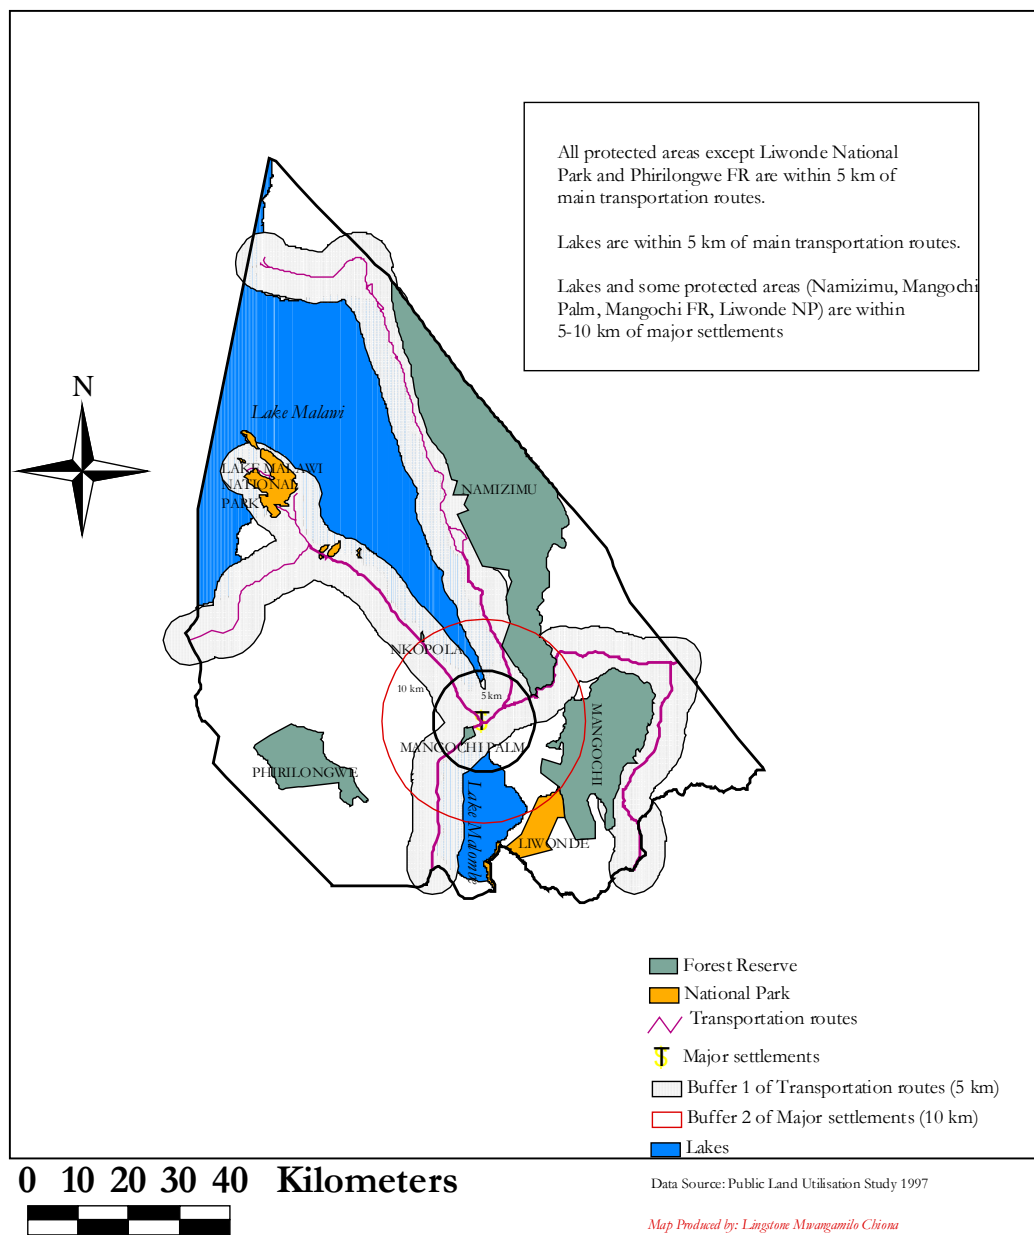 All protected areas except Liwonde National
Park and Phirilongwe FR are within 5 km of
main transportation routes.
Lakes are within 5 km of main transportation routes.
Lakes and some protected areas (Namizimu, Mangochi
Palm, Mangochi FR, Liwonde NP) are within
5-10 km of major settlements
N
Lake Malawi
LAKE MALAWI
NATIONAL
PARK
NAMIZIMU
NKOPOLA
10 km
5 km
T
MANGOCHI PALM
MANGOCHI
PHIRILONGWE
Lake Malombe
LIWONDE
Forest Reserve
National Park
Transportation routes
T Major settlements
Buffer 1 of Transportation routes (5 km)
Buffer 2 of Major settlements (10 km)
Lakes
0 10 20 30 40 Kilometers
Data Source: Public Land Utilisation Study 1997
Map Produced by: Lingstone Mwangamilo Chiona